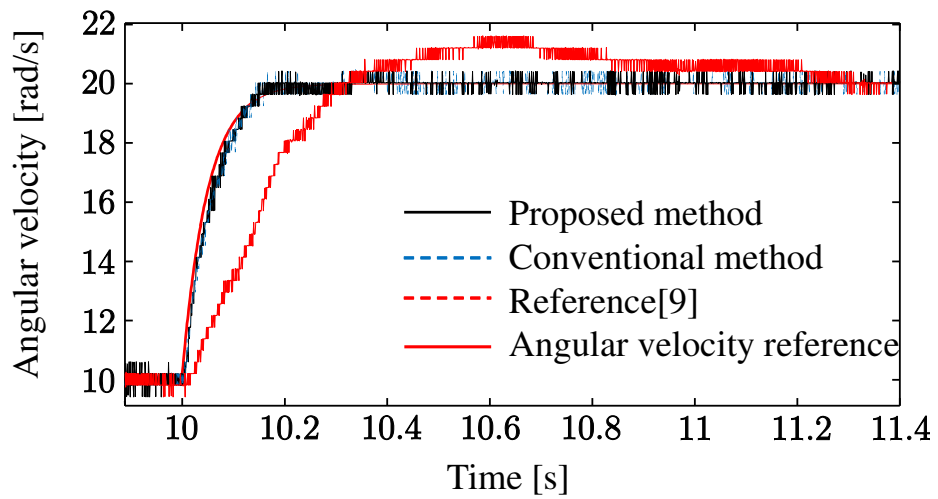 Angular velocity [rad/s]
22
20
18
16
14
12
10
Proposed method
Conventional method
Reference[9]
Angular velocity reference
10 10.2 10.4 10.6 10.8 11 11.2 11.4
Time [s]